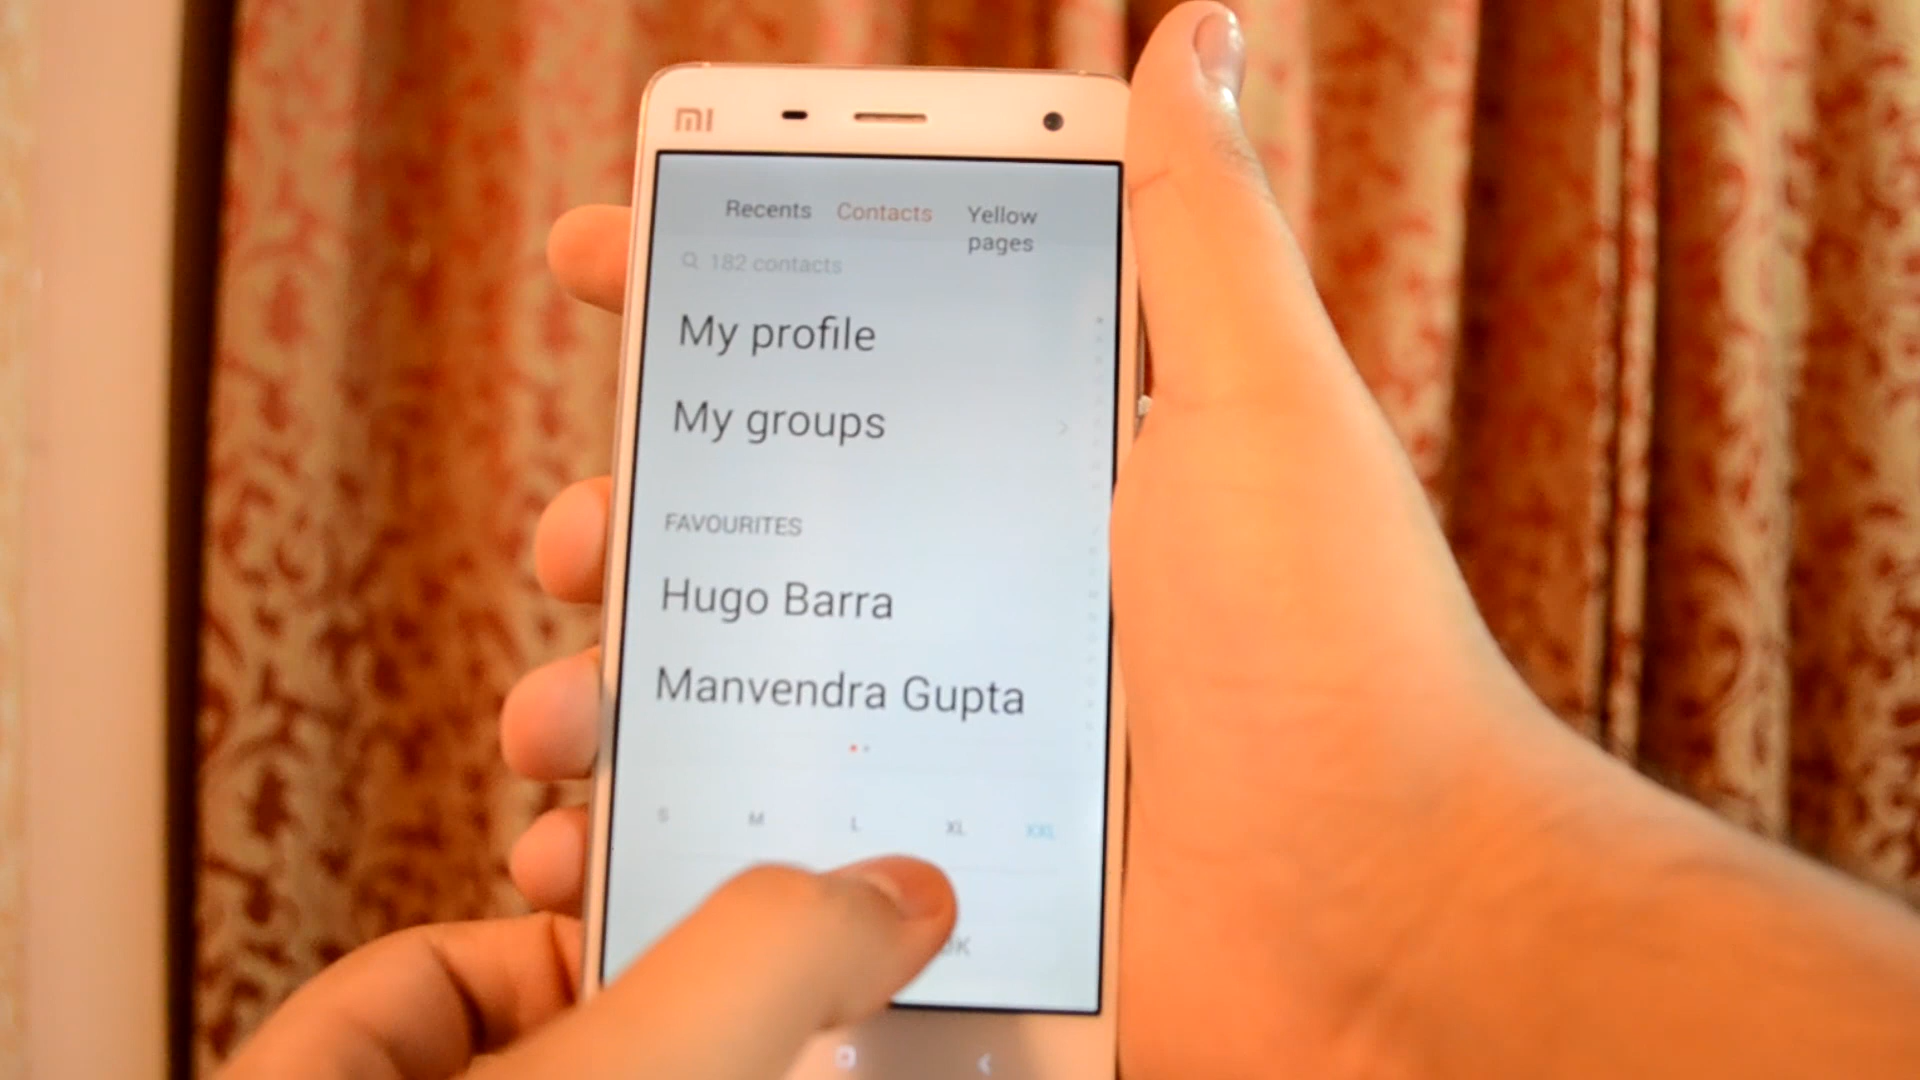 MI
Recents Contacts Yellow pages
182 contacts
My profile
My groups
FAVOURITES
Hugo Barra
Manvendra Gupta
S M L XL XXL